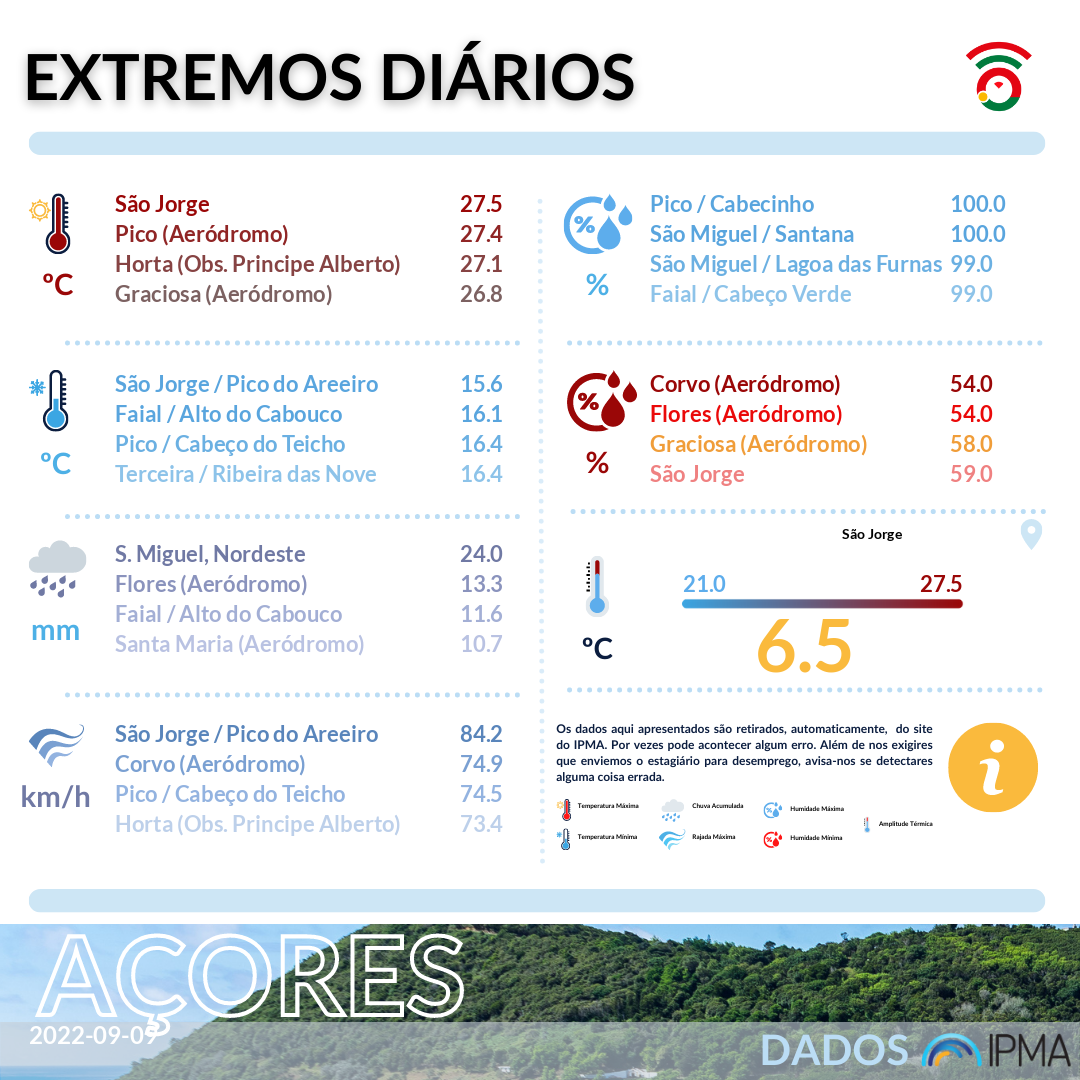 EXTREMOS DIÁRIOS
ºC
São Jorge 27.5
Pico (Aeródromo) 27.4
Horta (Obs. Principe Alberto) 27.1
Graciosa (Aeródromo) 26.8
ºC
São Jorge / Pico do Areeiro 15.6
Faial / Alto do Cabouco 16.1
Pico / Cabeço do Teicho 16.4
Terceira / Ribeira das Nove 16.4
mm
S. Miguel, Nordeste 24.0
Flores (Aeródromo) 13.3
Faial / Alto do Cabouco 11.6
Santa Maria (Aeródromo) 10.7
km/h
São Jorge / Pico do Areeiro 84.2
Corvo (Aeródromo) 74.9
Pico / Cabeço do Teicho 74.5
Horta (Obs. Principe Alberto) 73.4
%
%
Pico / Cabecinho 100.0
São Miguel / Santana 100.0
São Miguel / Lagoa das Furnas 99.0
Faial / Cabeço Verde 99.0
%
%
Corvo (Aeródromo) 54.0
Flores (Aeródromo) 54.0
Graciosa (Aeródromo) 58.0
São Jorge 59.0
São Jorge
21.0 27.5
ºC
6.5
Os dados aqui apresentados são retirados, automaticamente, do site
do IPMA. Por vezes pode acontecer algum erro. Além de nos exigires
que enviemos o estagiário para desemprego, avisa-nos se detectares
alguma coisa errada.
i
Temperatura Máxima Chuva Acumulada Humidade Máxima
Amplitude Térmica
Temperatura Mínima Rajada Máxima Humidade Mínima
AÇORES
2022-09-09
DADOS IPMA